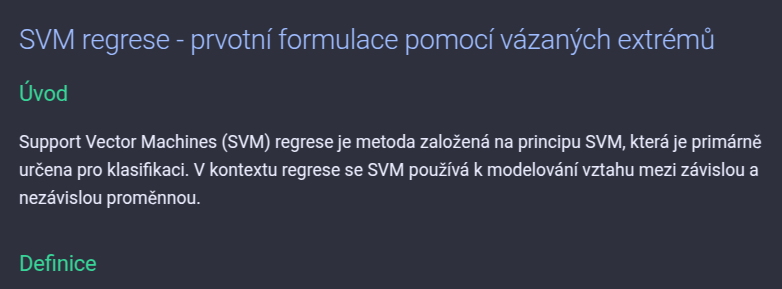 SVM regrese - prvotní formulace pomocí vázaných extrémů
Úvod
Support Vector Machines (SVM) regrese je metoda založená na principu SVM, která je primárně
určena pro klasifikaci. V kontextu regrese se SVM používá k modelování vztahu mezi závislou a
nezávislou proměnnou.
Definice